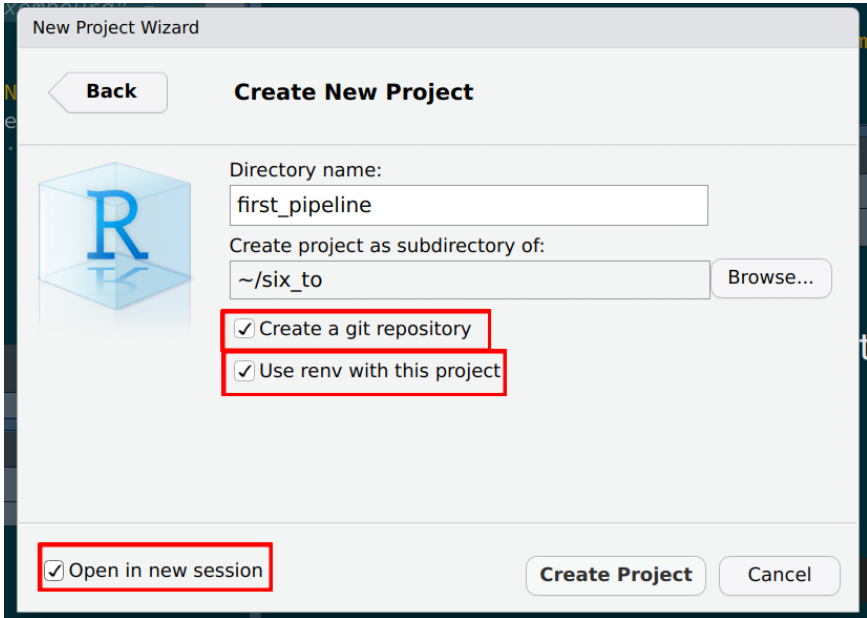 New Project Wizard
Back
Create New Project
R
Directory name:
first_pipeline
Create project as subdirectory of:
~/six_to
Browse...
Create a git repository
Use renv with this project
Open in new session
Create Project
Cancel